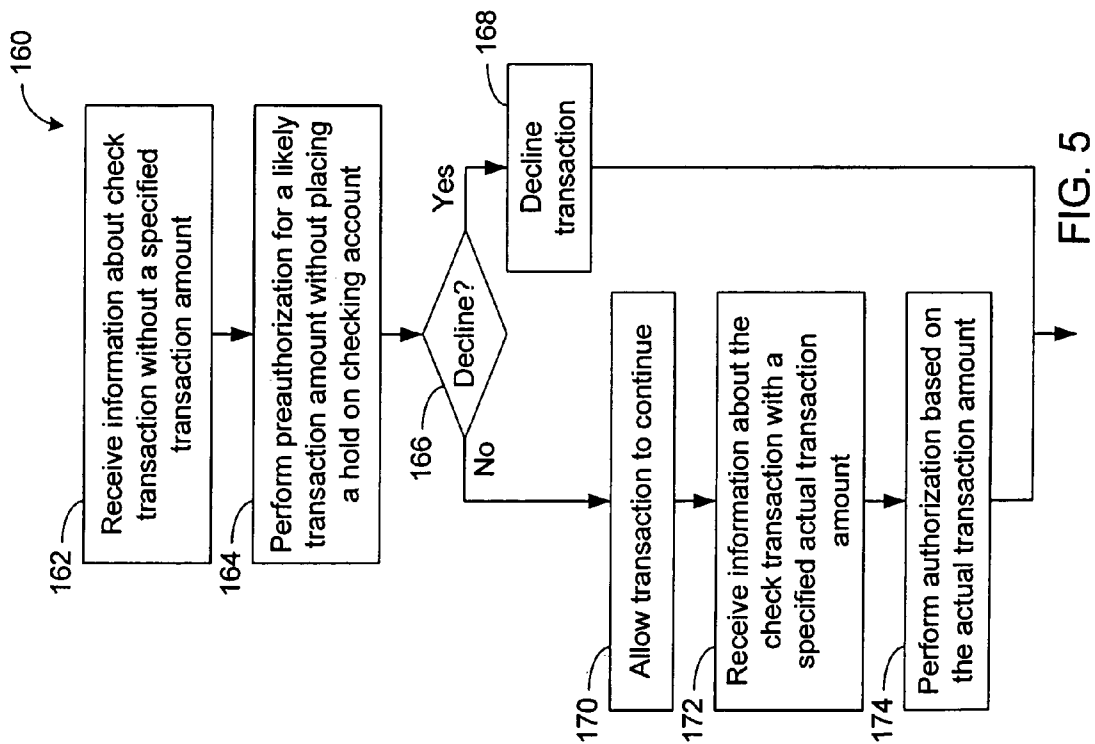 160
162
Receive information about check
transaction without a specified
transaction amount
164
Perform preauthorization for a likely
transaction amount without placing
a hold on checking account
166
Decline?
Yes
No
168
Decline
transaction
170
Allow transaction to continue
172
Receive information about the
check transaction with a
specified actual transaction
amount
174
Perform authorization based on
the actual transaction amount
FIG. 5